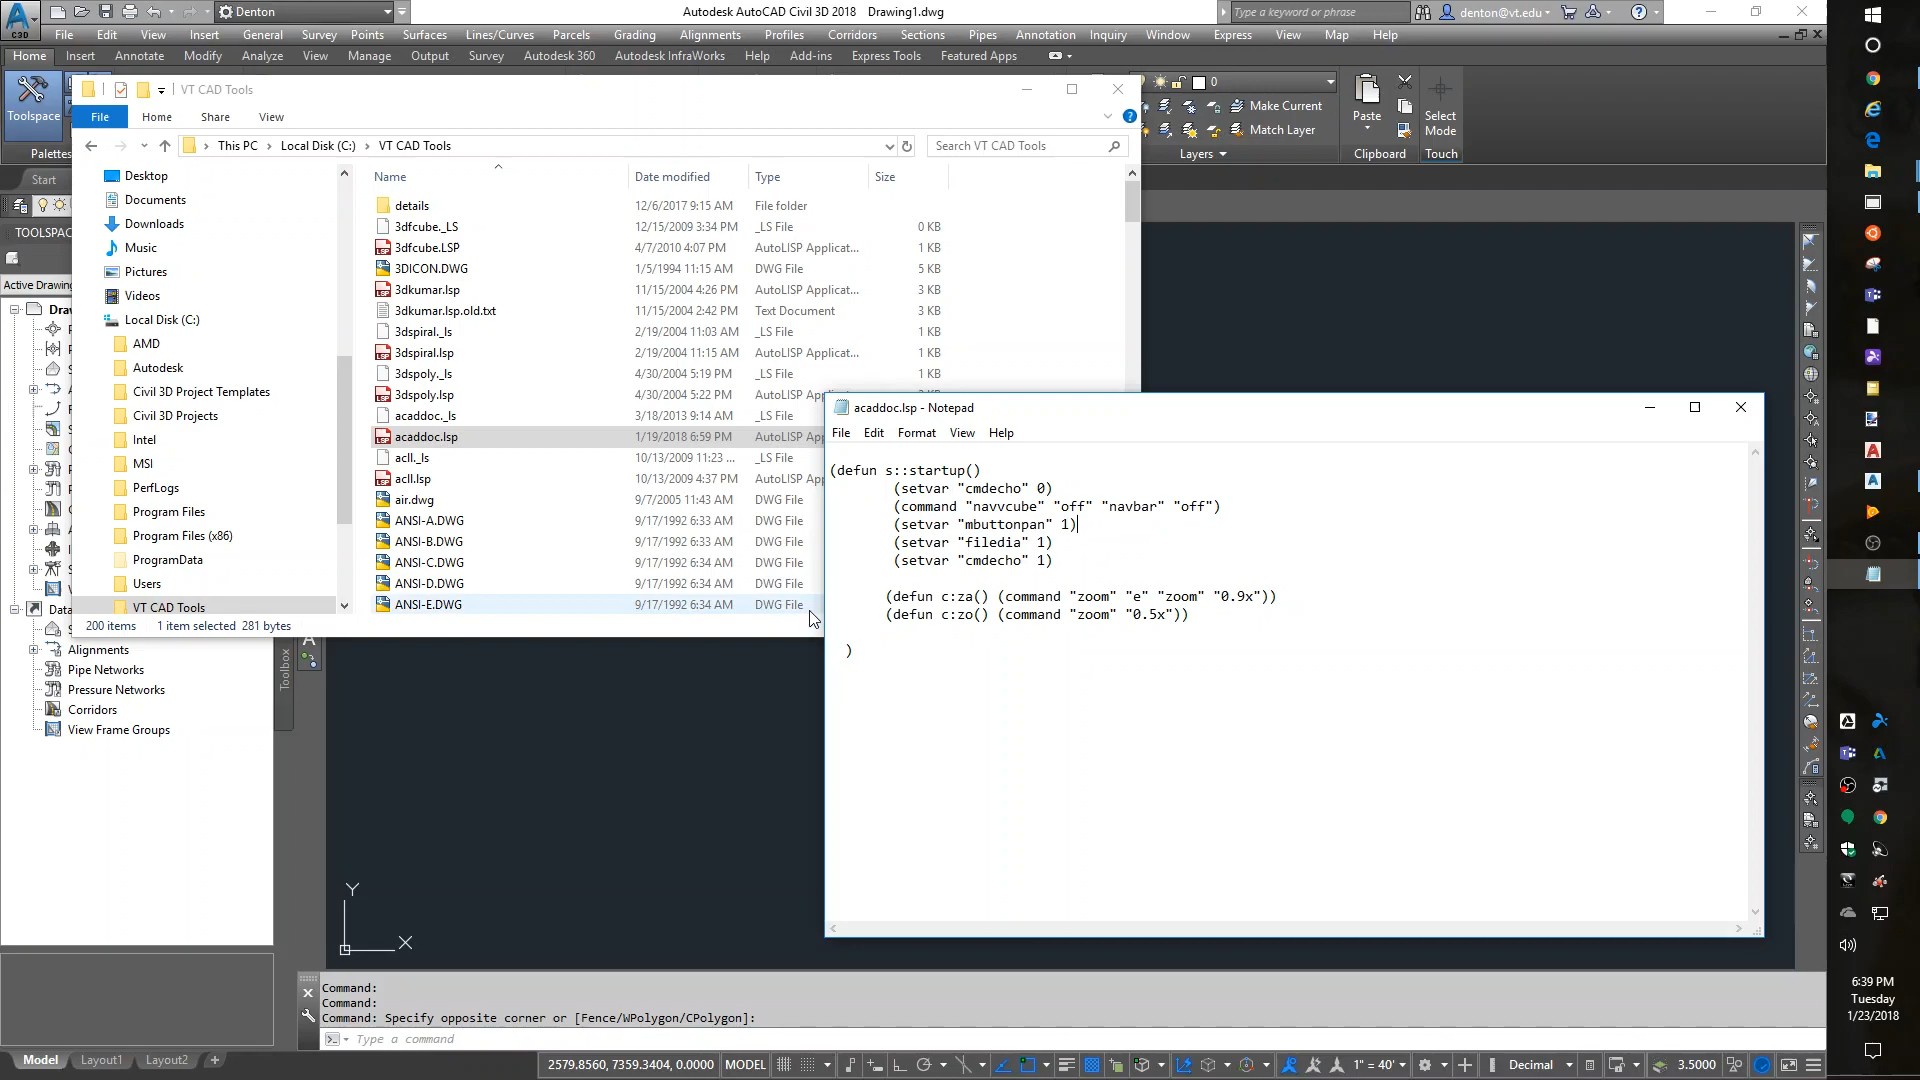 Denton
Autodesk AutoCAD Civil 3D 2018 Drawing1.dwg
Type a keyword or phrase
denton@vt.edu
C3D
File Edit View Insert General Survey Points Surfaces Lines/Curves Parcels Grading Alignments Profiles Corridors Sections Pipes Annotation Inquiry Window Express View Map Help
Home Insert Annotate Modify Analyze View Manage Output Survey Autodesk 360 Autodesk InfraWorks Help Add-ins Express Tools Featured Apps
Toolspace
Palettes
Start
0
Make Current
Match Layer
Layers
Paste
Clipboard
Select
Mode
Touch
VT CAD Tools
File Home Share View
This PC > Local Disk (C:) > VT CAD Tools
Search VT CAD Tools
Desktop
Documents
Downloads
Music
Pictures
Videos
Local Disk (C:)
AMD
Autodesk
Civil 3D Project Templates
Civil 3D Projects
Intel
MSI
PerfLogs
Program Files
Program Files (x86)
ProgramData
Users
VT CAD Tools
Name Date modified Type Size
details 12/6/2017 9:15 AM File folder
3dfcube._LS 12/15/2009 3:34 PM _LS File 0 KB
3dfcube.LSP 4/7/2010 4:07 PM AutoLISP Applicat... 1 KB
3DICON.DWG 1/5/1994 11:15 AM DWG File 5 KB
3dkumar.lsp 11/15/2004 4:26 PM AutoLISP Applicat... 3 KB
3dkumar.lsp.old.txt 11/15/2004 2:42 PM Text Document 3 KB
3dspiral._ls 2/19/2004 11:03 AM _LS File 1 KB
3dspiral.lsp 2/19/2004 11:15 AM AutoLISP Applicat... 1 KB
3dspoly._ls 4/30/2004 5:19 PM _LS File 1 KB
3dspoly.lsp 4/30/2004 5:22 PM
acaddoc._ls 3/18/2013 9:14 AM _LS File
acaddoc.lsp 1/19/2018 6:59 PM AutoLISP App
acll._ls 10/13/2009 11:23 ... _LS File
acll.lsp 10/13/2009 4:37 PM AutoLISP App
air.dwg 9/7/2005 11:43 AM DWG File
ANSI-A.DWG 9/17/1992 6:33 AM DWG File
ANSI-B.DWG 9/17/1992 6:33 AM DWG File
ANSI-C.DWG 9/17/1992 6:34 AM DWG File
ANSI-D.DWG 9/17/1992 6:34 AM DWG File
ANSI-E.DWG 9/17/1992 6:34 AM DWG File
200 items 1 item selected 281 bytes
acaddoc.lsp - Notepad
File Edit Format View Help
(defun s::startup()
(setvar "cmdecho" 0)
(command "navvcube" "off" "navbar" "off")
(setvar "mbuttonpan" 1)
(setvar "filedia" 1)
(setvar "cmdecho" 1)
(defun c:za() (command "zoom" "e" "zoom" "0.9x"))
(defun c:zo() (command "zoom" "0.5x"))
)
TOOLSPAC
Active Drawing
Draw
Data
Alignments
Pipe Networks
Pressure Networks
Corridors
View Frame Groups
Toolbox
Y
X
Command:
Command:
Command: Specify opposite corner or [Fence/WPolygon/CPolygon]:
Type a command
Model Layout1 Layout2 +
2579.8560, 7359.3404, 0.0000 MODEL 1" = 40' Decimal 3.5000
6:39 PM
Tuesday
1/23/2018